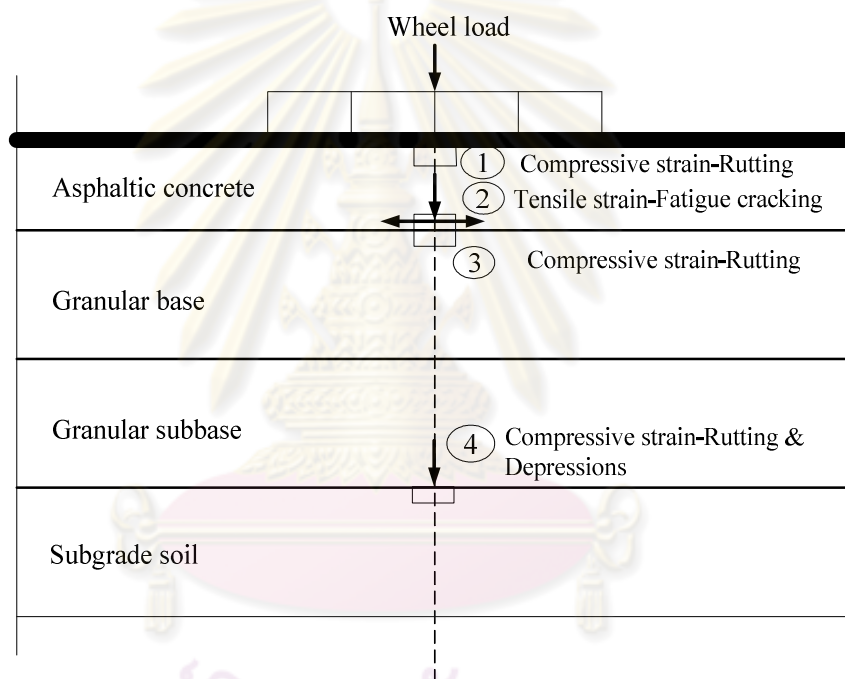 Wheel load
1 Compressive strain-Rutting
Asphaltic concrete
2 Tensile strain-Fatigue cracking
3 Compressive strain-Rutting
Granular base
Granular subbase
4 Compressive strain-Rutting &
Depressions
Subgrade soil